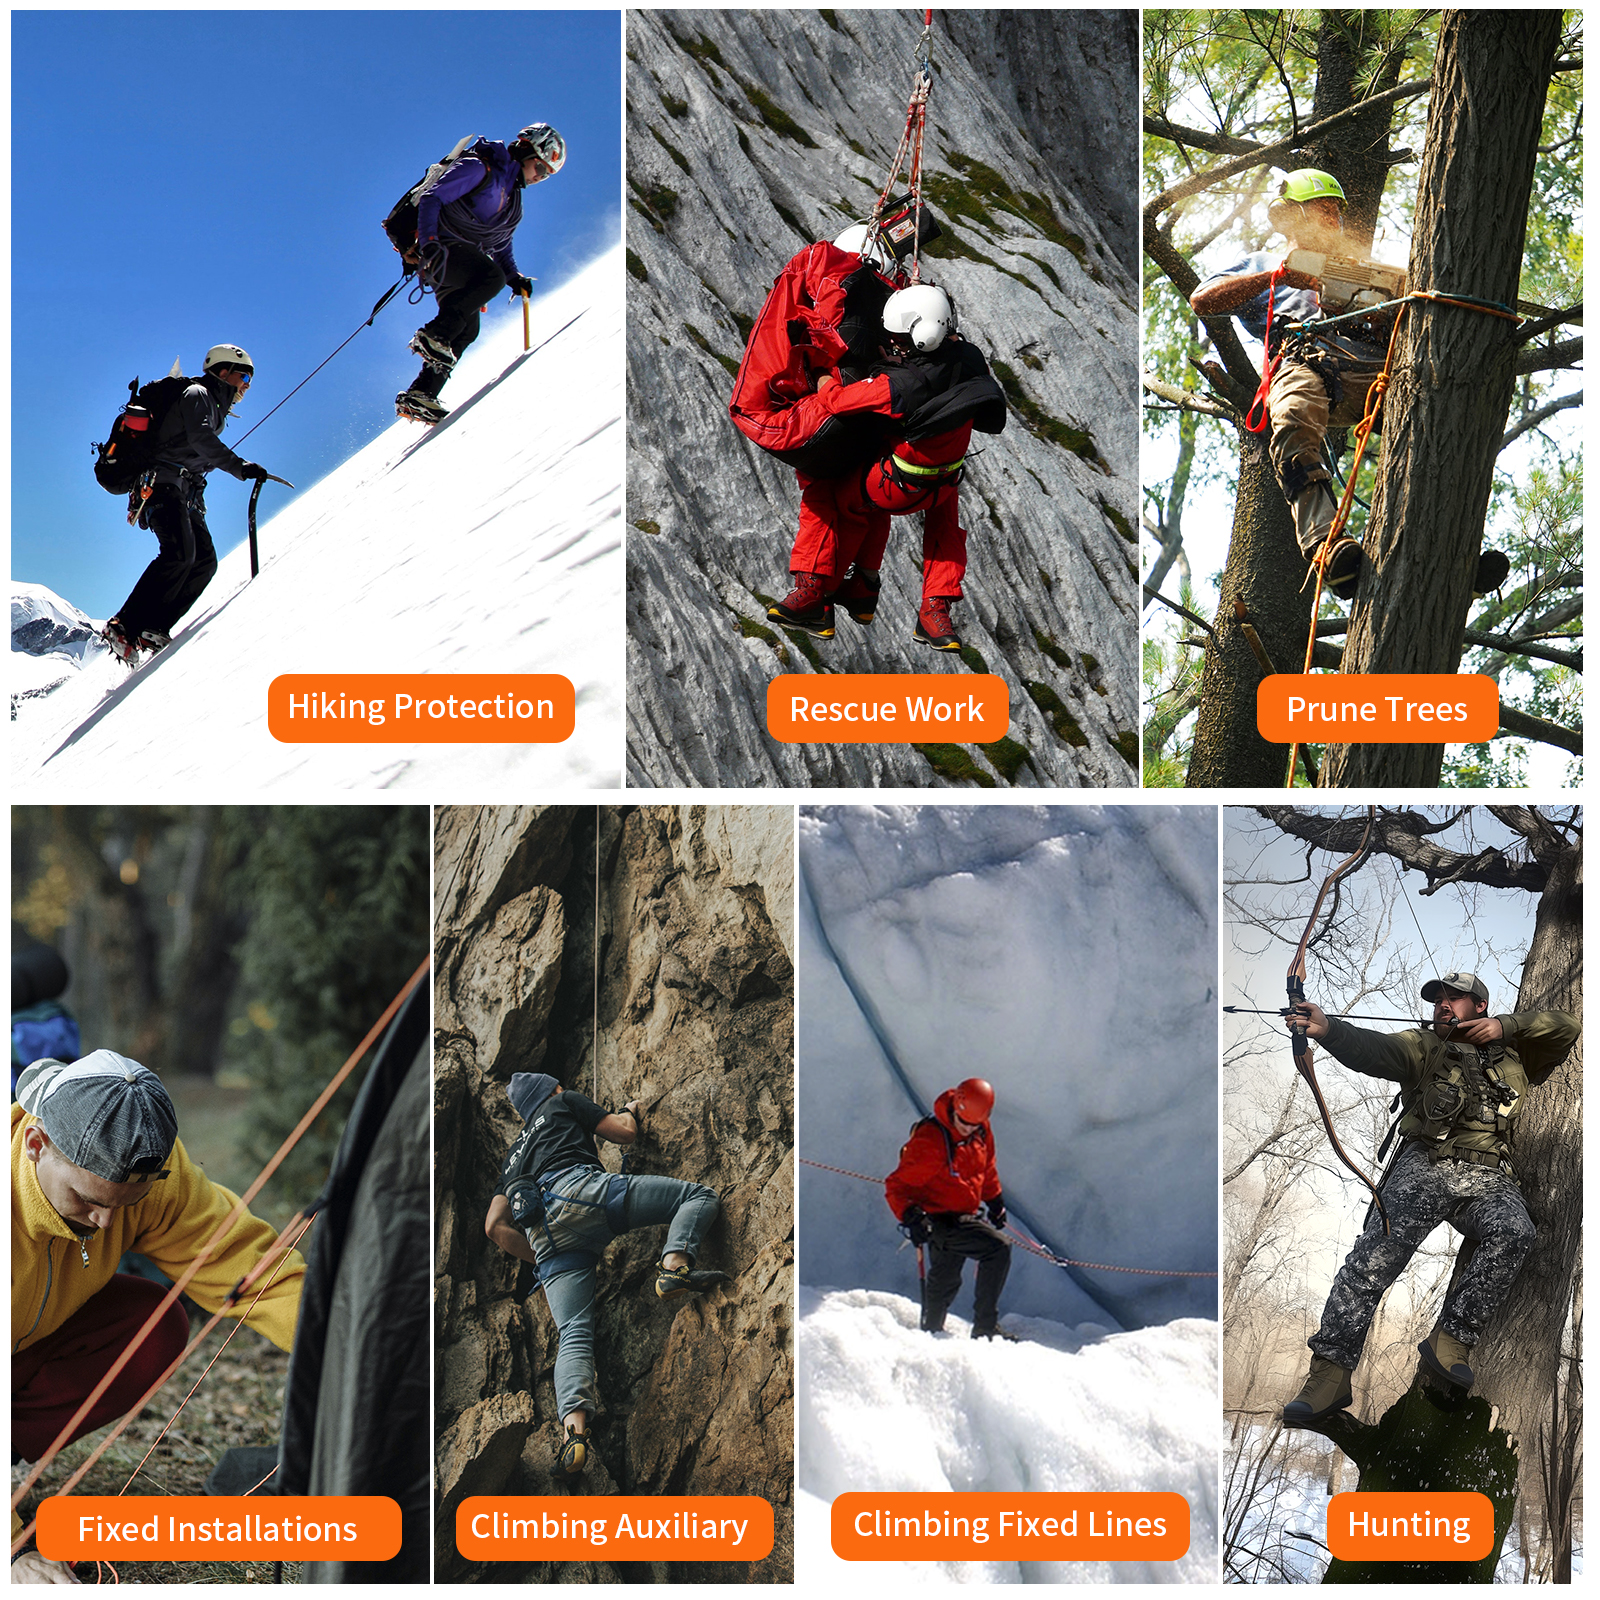 Hiking Protection
Rescue Work
Prune Trees
Fixed Installations
Climbing Auxiliary
Climbing Fixed Lines
Hunting